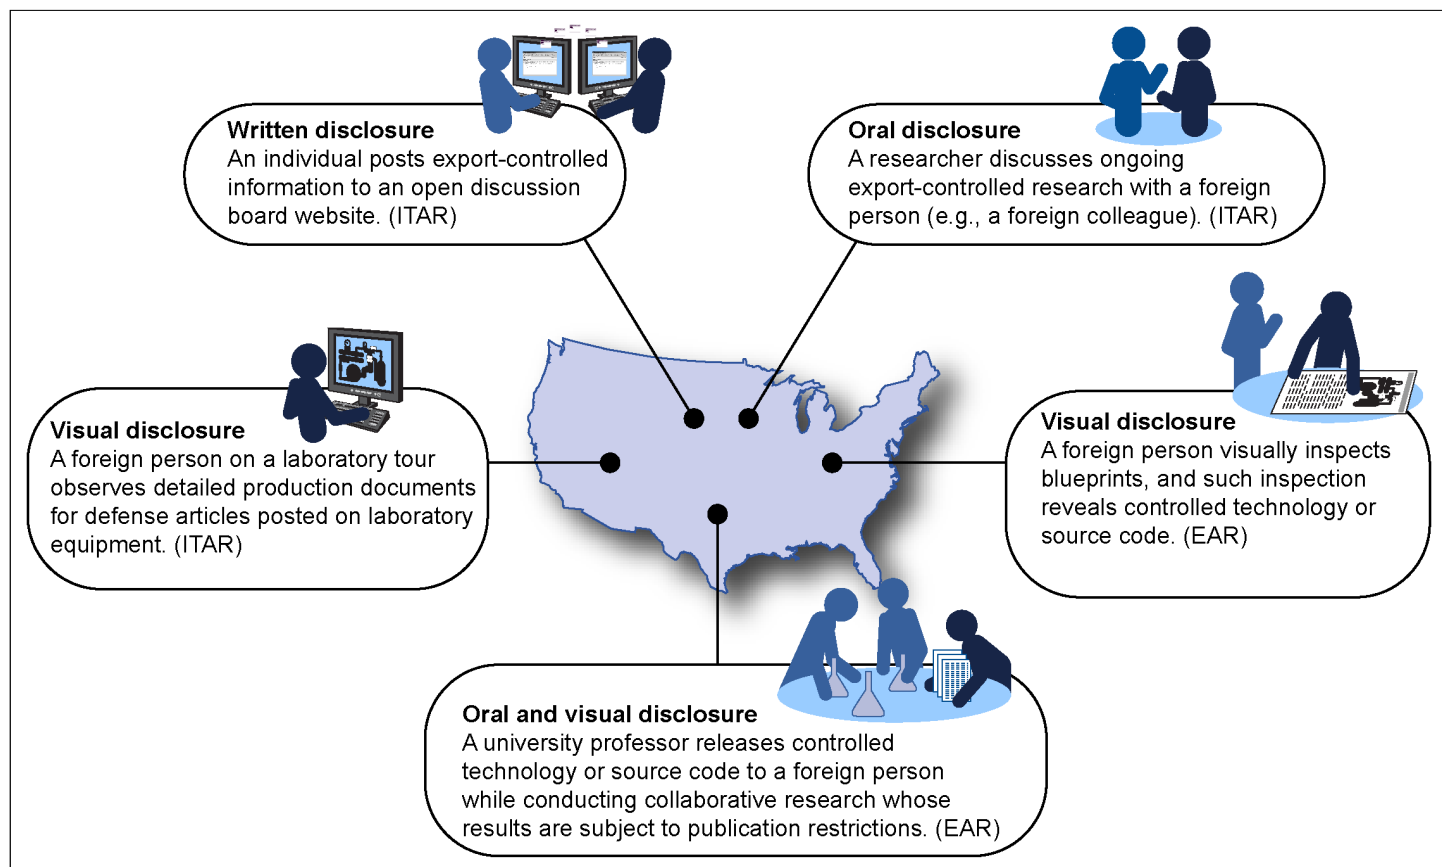 Written disclosure
An individual posts export-controlled
information to an open discussion
board website. (ITAR)
Oral disclosure
A researcher discusses ongoing
export-controlled research with a foreign
person (e.g., a foreign colleague). (ITAR)
Visual disclosure
A foreign person on a laboratory tour
observes detailed production documents
for defense articles posted on laboratory
equipment. (ITAR)
Visual disclosure
A foreign person visually inspects
blueprints, and such inspection
reveals controlled technology or
source code. (EAR)
Oral and visual disclosure
A university professor releases controlled
technology or source code to a foreign person
while conducting collaborative research whose
results are subject to publication restrictions. (EAR)